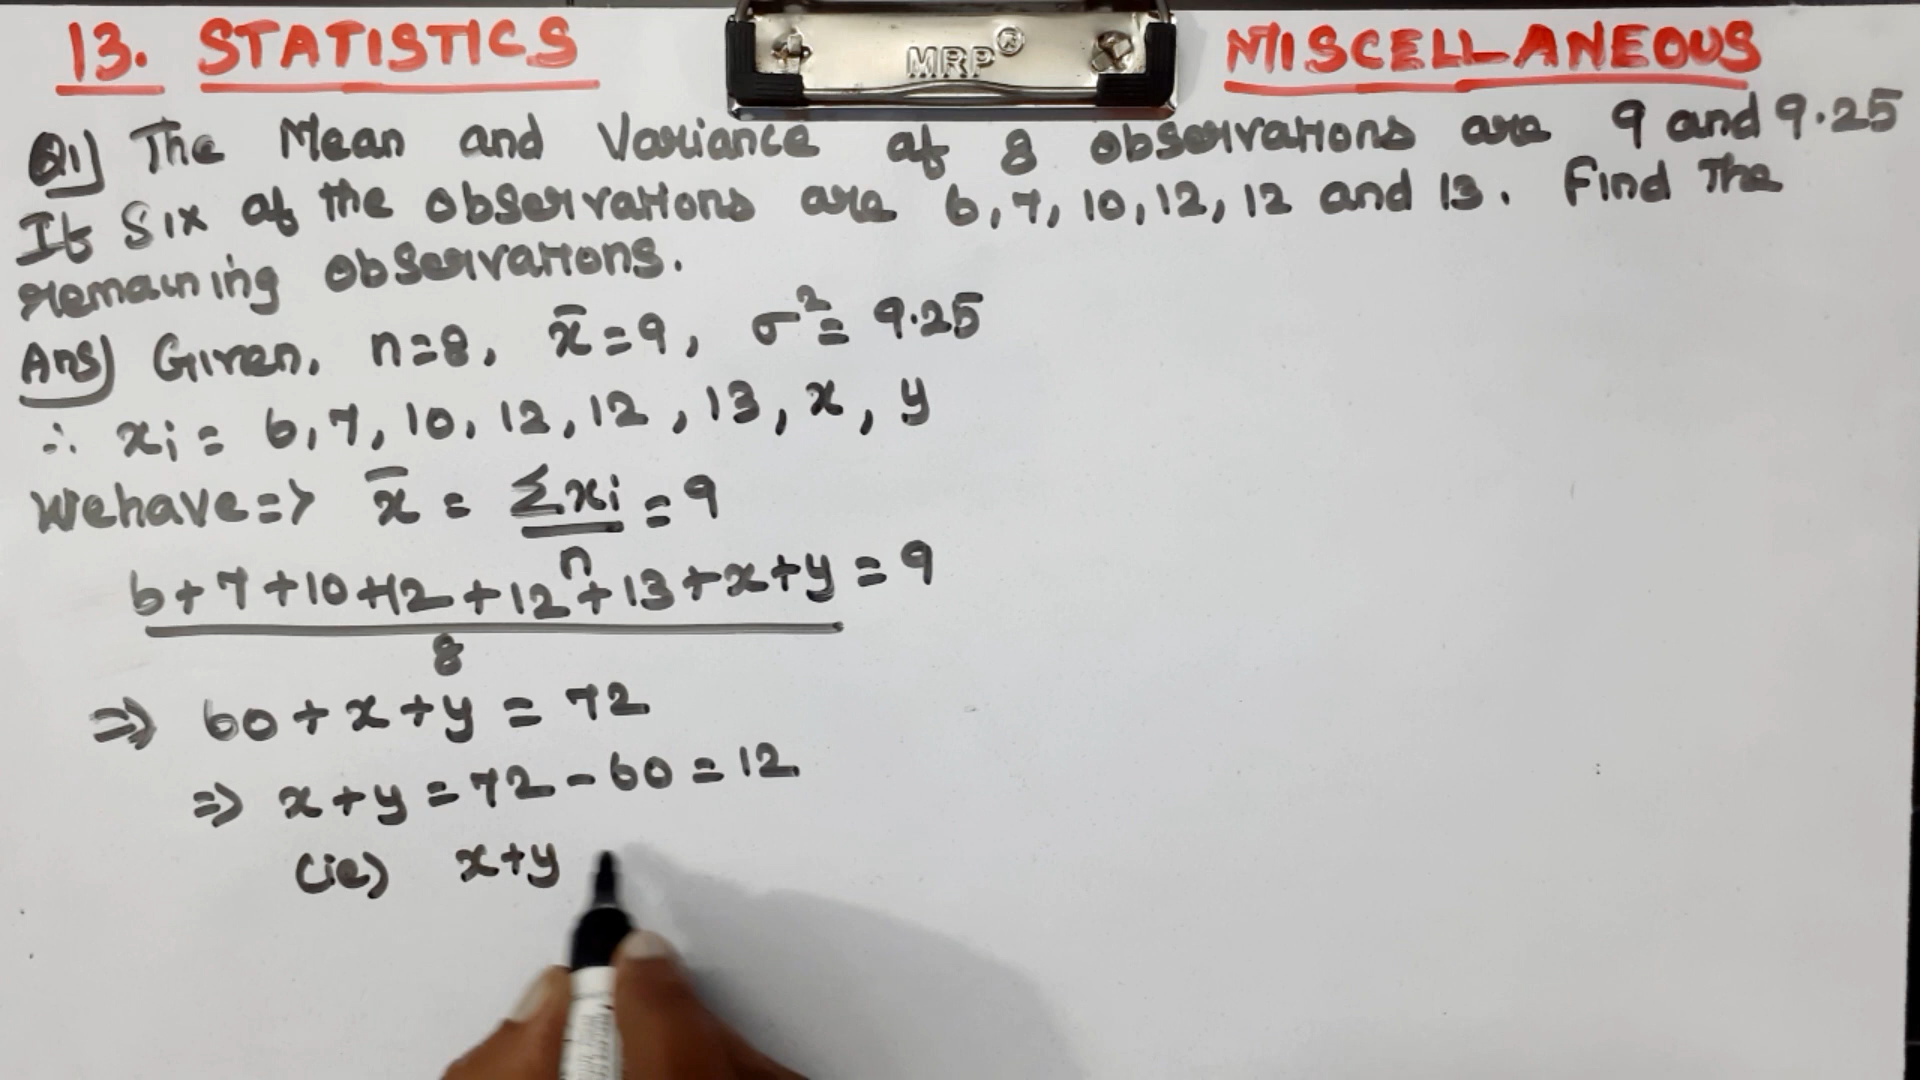 13. STATISTICS
MRP®
MISCELLANEOUS
Q1) The Mean and Variance of 8 observations are 9 and 9.25
If Six of the observations are 6, 7, 10, 12, 12 and 13. Find The
remaining observations.
Ans) Given, n=8, x̄=9, σ²=9.25
∴ xi = 6, 7, 10, 12, 12, 13, x, y
We have => x̄ = Σxi/n = 9
(6+7+10+12+12+13+x+y)/8 = 9
=> 60+x+y = 72
=> x+y = 72-60 = 12
(ie) x+y